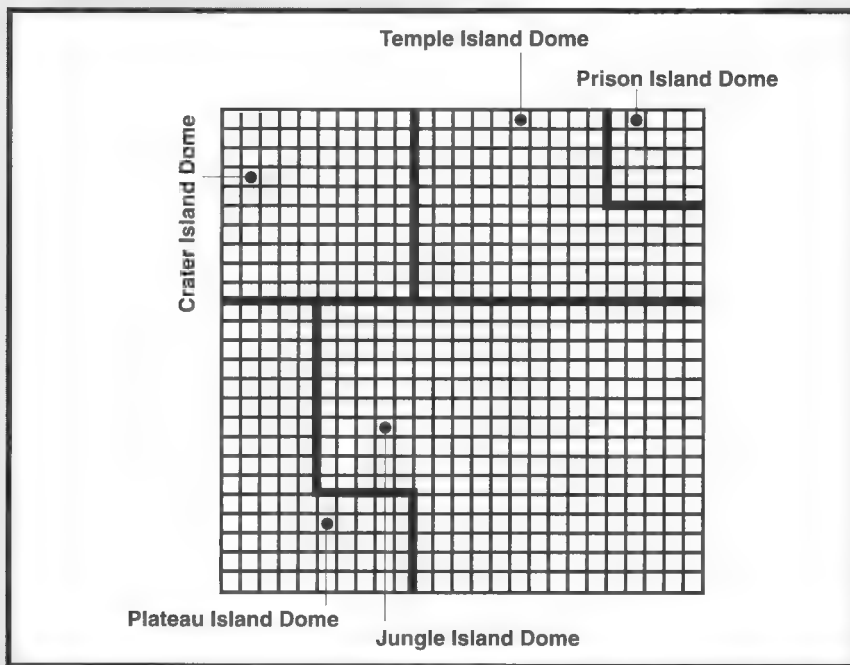 Temple Island Dome
Prison Island Dome
Crater Island Dome
Plateau Island Dome
Jungle Island Dome